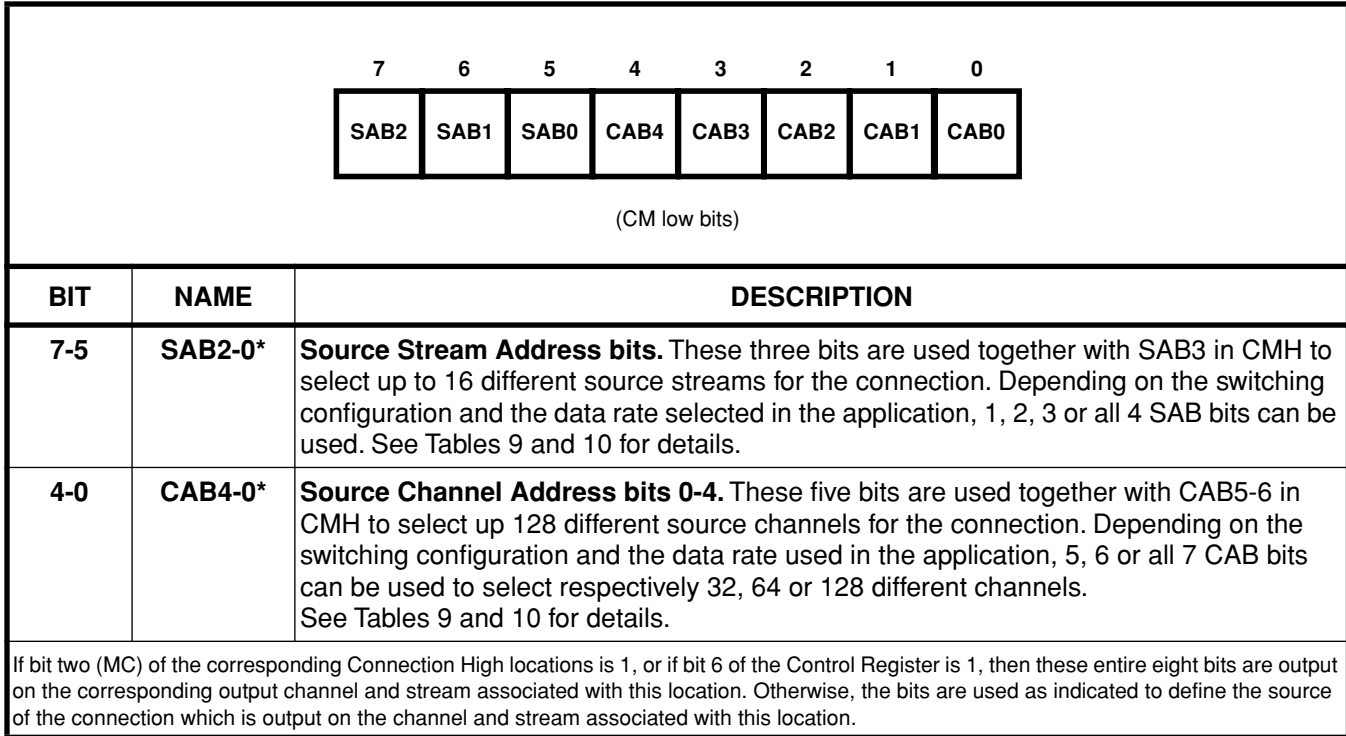 7 6 5 4 3 2 1 0
SAB2 SAB1 SAB0 CAB4 CAB3 CAB2 CAB1 CAB0
(CM low bits)
BIT NAME DESCRIPTION
7-5 SAB2-0* Source Stream Address bits. These three bits are used together with SAB3 in CMH to
select up to 16 different source streams for the connection. Depending on the switching
configuration and the data rate selected in the application, 1, 2, 3 or all 4 SAB bits can be
used. See Tables 9 and 10 for details.
4-0 CAB4-0* Source Channel Address bits 0-4. These five bits are used together with CAB5-6 in
CMH to select up 128 different source channels for the connection. Depending on the
switching configuration and the data rate used in the application, 5, 6 or all 7 CAB bits
can be used to select respectively 32, 64 or 128 different channels.
See Tables 9 and 10 for details.
If bit two (MC) of the corresponding Connection High locations is 1, or if bit 6 of the Control Register is 1, then these entire eight bits are output
on the corresponding output channel and stream associated with this location. Otherwise, the bits are used as indicated to define the source
of the connection which is output on the channel and stream associated with this location.